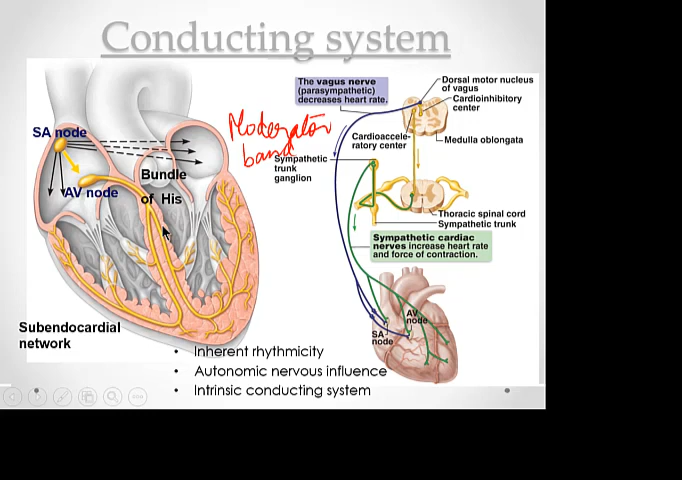 Conducting system
SA node
AV node
Bundle
of His
Subendocardial
network
Moderator
band
The vagus nerve
(parasympathetic)
decreases heart rate.
Dorsal motor nucleus
of vagus
Cardioinhibitory
center
Cardioaccele-
ratory center
Medulla oblongata
Sympathetic
trunk
ganglion
Thoracic spinal cord
Sympathetic trunk
Sympathetic cardiac
nerves increase heart rate
and force of contraction.
AV
node
SA
node
• Inherent rhythmicity
• Autonomic nervous influence
• Intrinsic conducting system